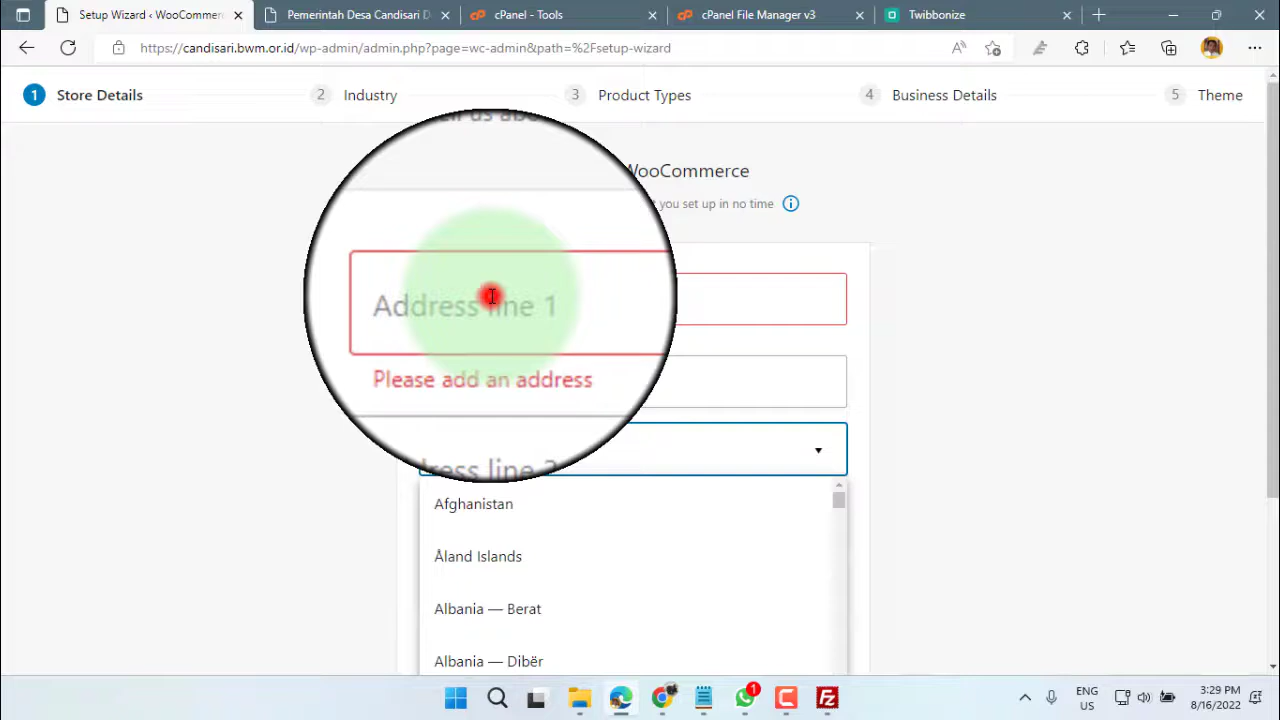 Setup Wizard ‹ WooCommer
Pemerintah Desa Candisari D
cPanel - Tools
cPanel File Manager v3
Twibbonize
https://candisari.bwm.or.id/wp-admin/admin.php?page=wc-admin&path=%2Fsetup-wizard
1 Store Details
2 Industry
3 Product Types
4 Business Details
5 Theme
WooCommerce
you set up in no time
Address line 1
Please add an address
Afghanistan
Åland Islands
Albania — Berat
Albania — Dibër
1
ENG
US
3:29 PM
8/16/2022